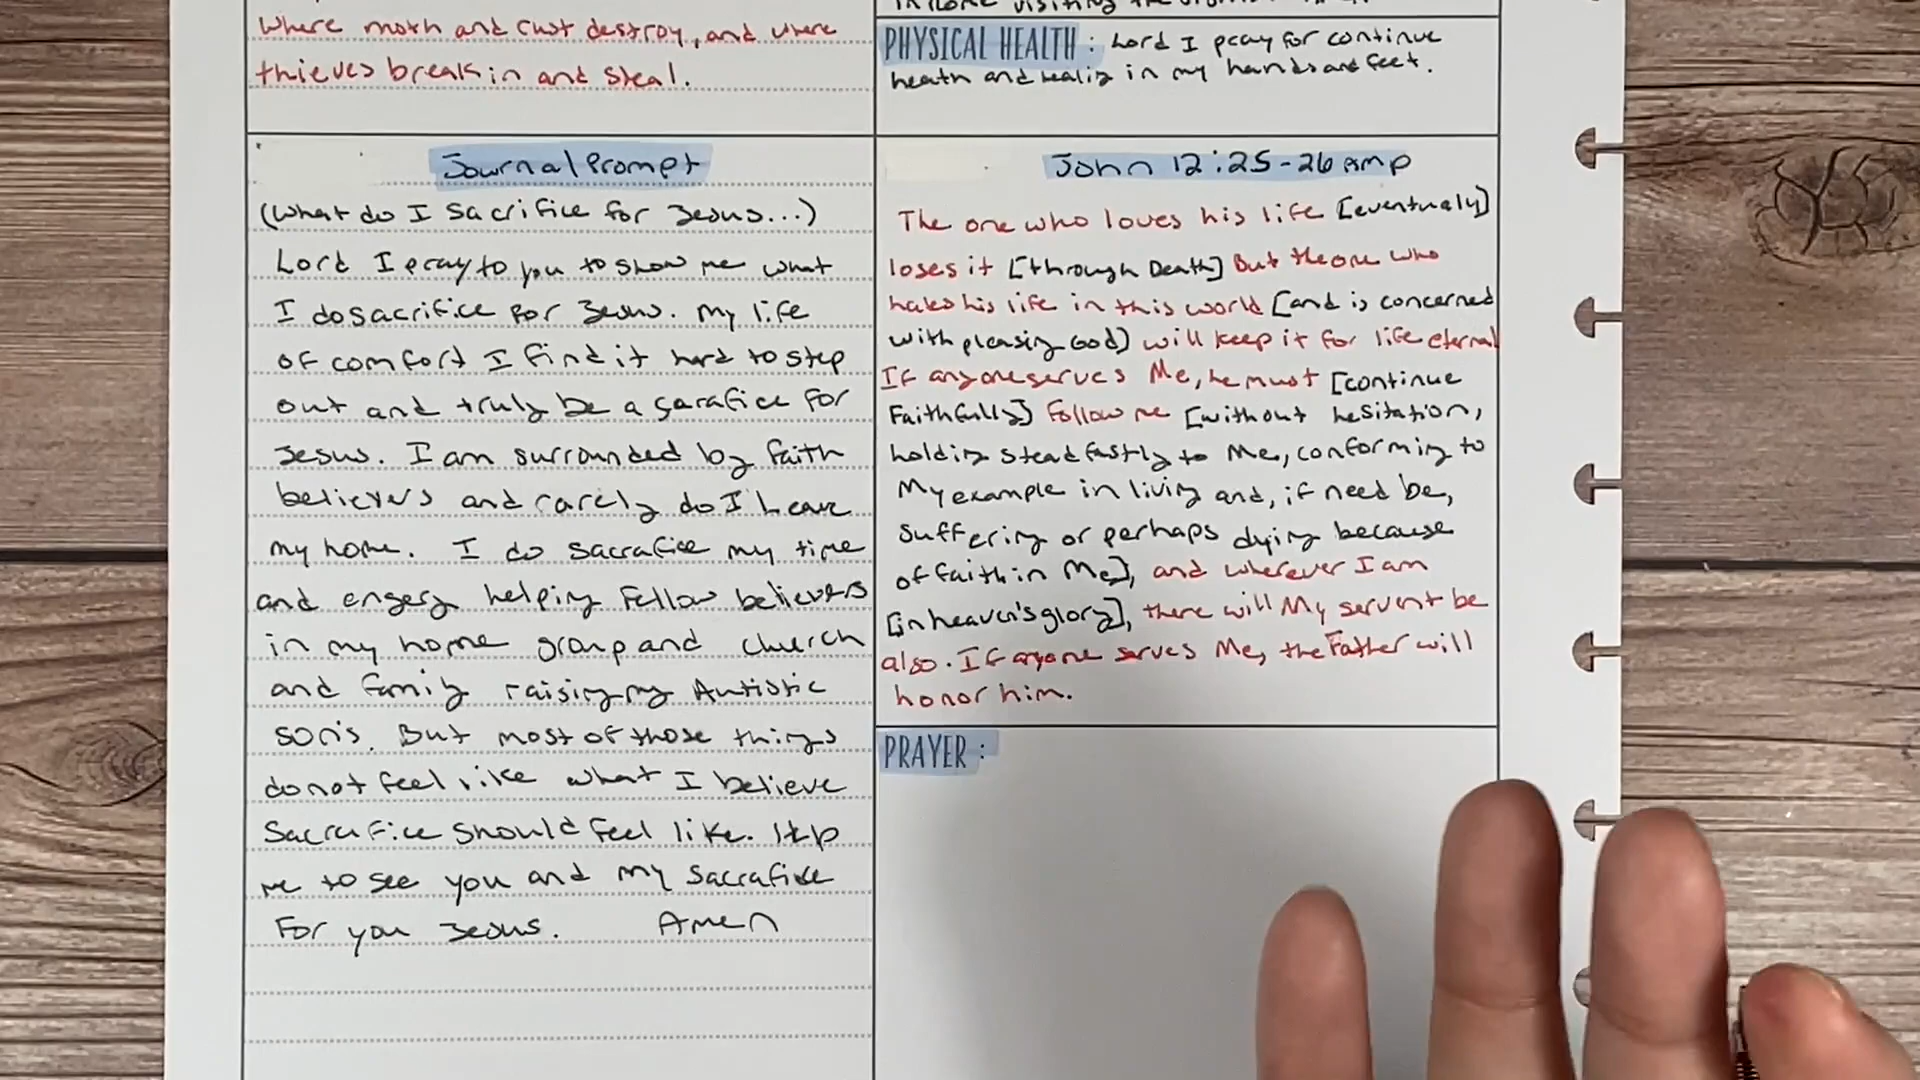 where moth and rust destroy, and where
thieves break in and steal.
Journal Prompt
(What do I sacrifice for Jesus...)
Lord I pray to you to show me what
I do sacrifice for Jesus. My life
of comfort I find it hard to step
out and truly be a sarafice for
Jesus. I am surrounded by faith
believers and rarely do I leave
my home. I do sacrafice my time
and engery helping fellow believers
in my home group and church
and family raising my Autistic
son's. But most of those things
do not feel like what I believe
Sacrafice should feel like. Help
me to see you and my sacrafice
For you Jesus. Amen
visiting the
PHYSICAL HEALTH : Lord I pray for continue
heath and healing in my hands and feet.
John 12:25-26 amp
The one who loves his life [eventualy]
loses it [through Death] But the one who
hates his life in this world [and is concerned
with pleasing God] will keep it for life eternal
If anyone serves Me, he must [continue
Faithfully] Follow me [without hesitation,
holding steadfastly to Me, conforming to
My example in living and, if need be,
suffering or perhaps dying because
of faith in Me], and wherever I am
[in heaven's glory], there will My servant be
also. If anyone serves Me, the Father will
honor him.
PRAYER :